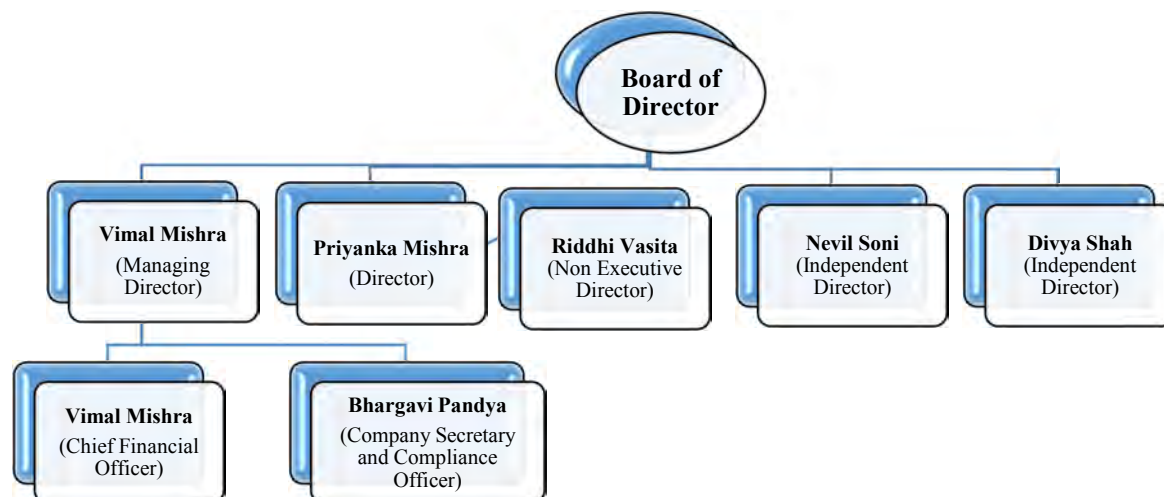 Board of
Director
Vimal Mishra
(Managing
Director)
Priyanka Mishra
(Director)
Riddhi Vasita
(Non Executive
Director)
Nevil Soni
(Independent
Director)
Divya Shah
(Independent
Director)
Vimal Mishra
(Chief Financial
Officer)
Bhargavi Pandya
(Company Secretary
and Compliance
Officer)